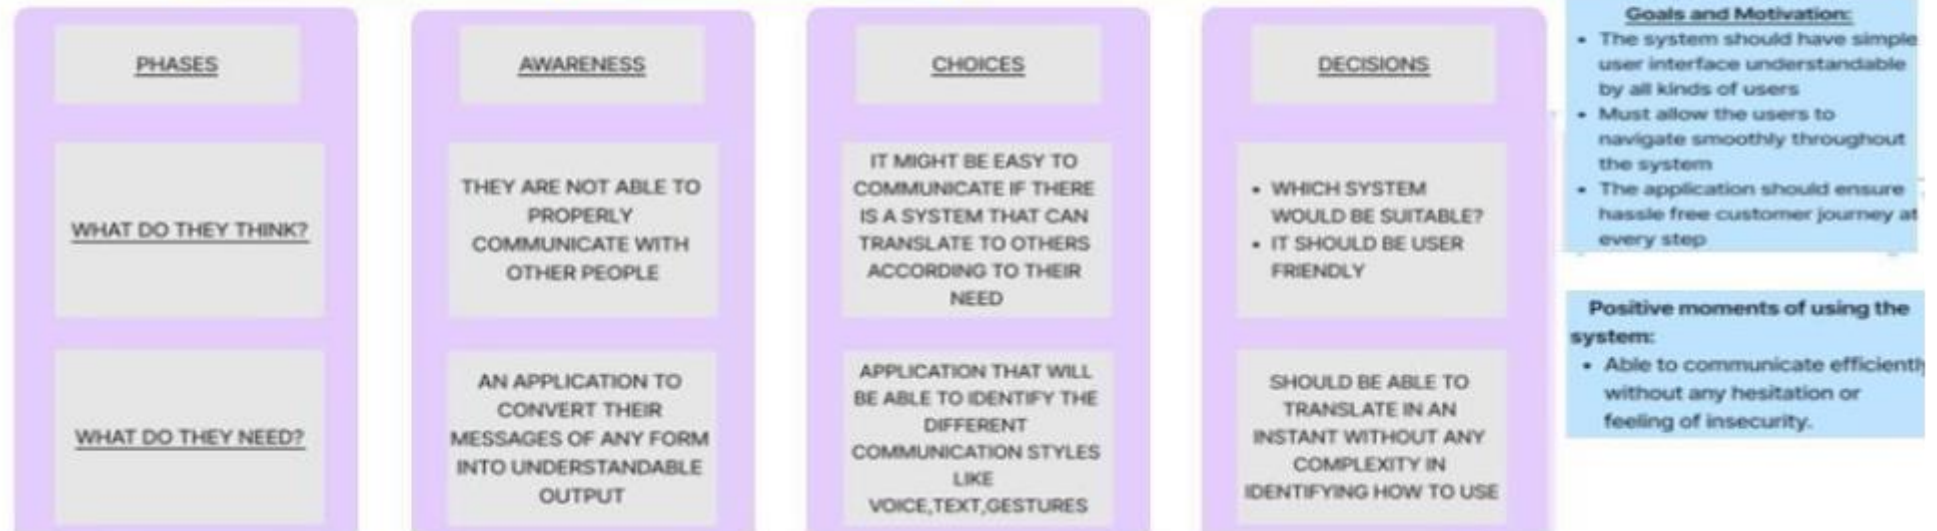 PHASES
AWARENESS
CHOICES
DECISIONS
WHAT DO THEY THINK?
THEY ARE NOT ABLE TO
PROPERLY
COMMUNICATE WITH
OTHER PEOPLE
IT MIGHT BE EASY TO
COMMUNICATE IF THERE
IS A SYSTEM THAT CAN
TRANSLATE TO OTHERS
ACCORDING TO THEIR
NEED
• WHICH SYSTEM
WOULD BE SUITABLE?
• IT SHOULD BE USER
FRIENDLY
WHAT DO THEY NEED?
AN APPLICATION TO
CONVERT THEIR
MESSAGES OF ANY FORM
INTO UNDERSTANDABLE
OUTPUT
APPLICATION THAT WILL
BE ABLE TO IDENTIFY THE
DIFFERENT
COMMUNICATION STYLES
LIKE
VOICE,TEXT,GESTURES
SHOULD BE ABLE TO
TRANSLATE IN AN
INSTANT WITHOUT ANY
COMPLEXITY IN
IDENTIFYING HOW TO USE
Goals and Motivation:
• The system should have simple
user interface understandable
by all kinds of users
• Must allow the users to
navigate smoothly throughout
the system
• The application should ensure
hassle free customer journey at
every step
Positive moments of using the
system:
• Able to communicate efficiently
without any hesitation or
feeling of insecurity.